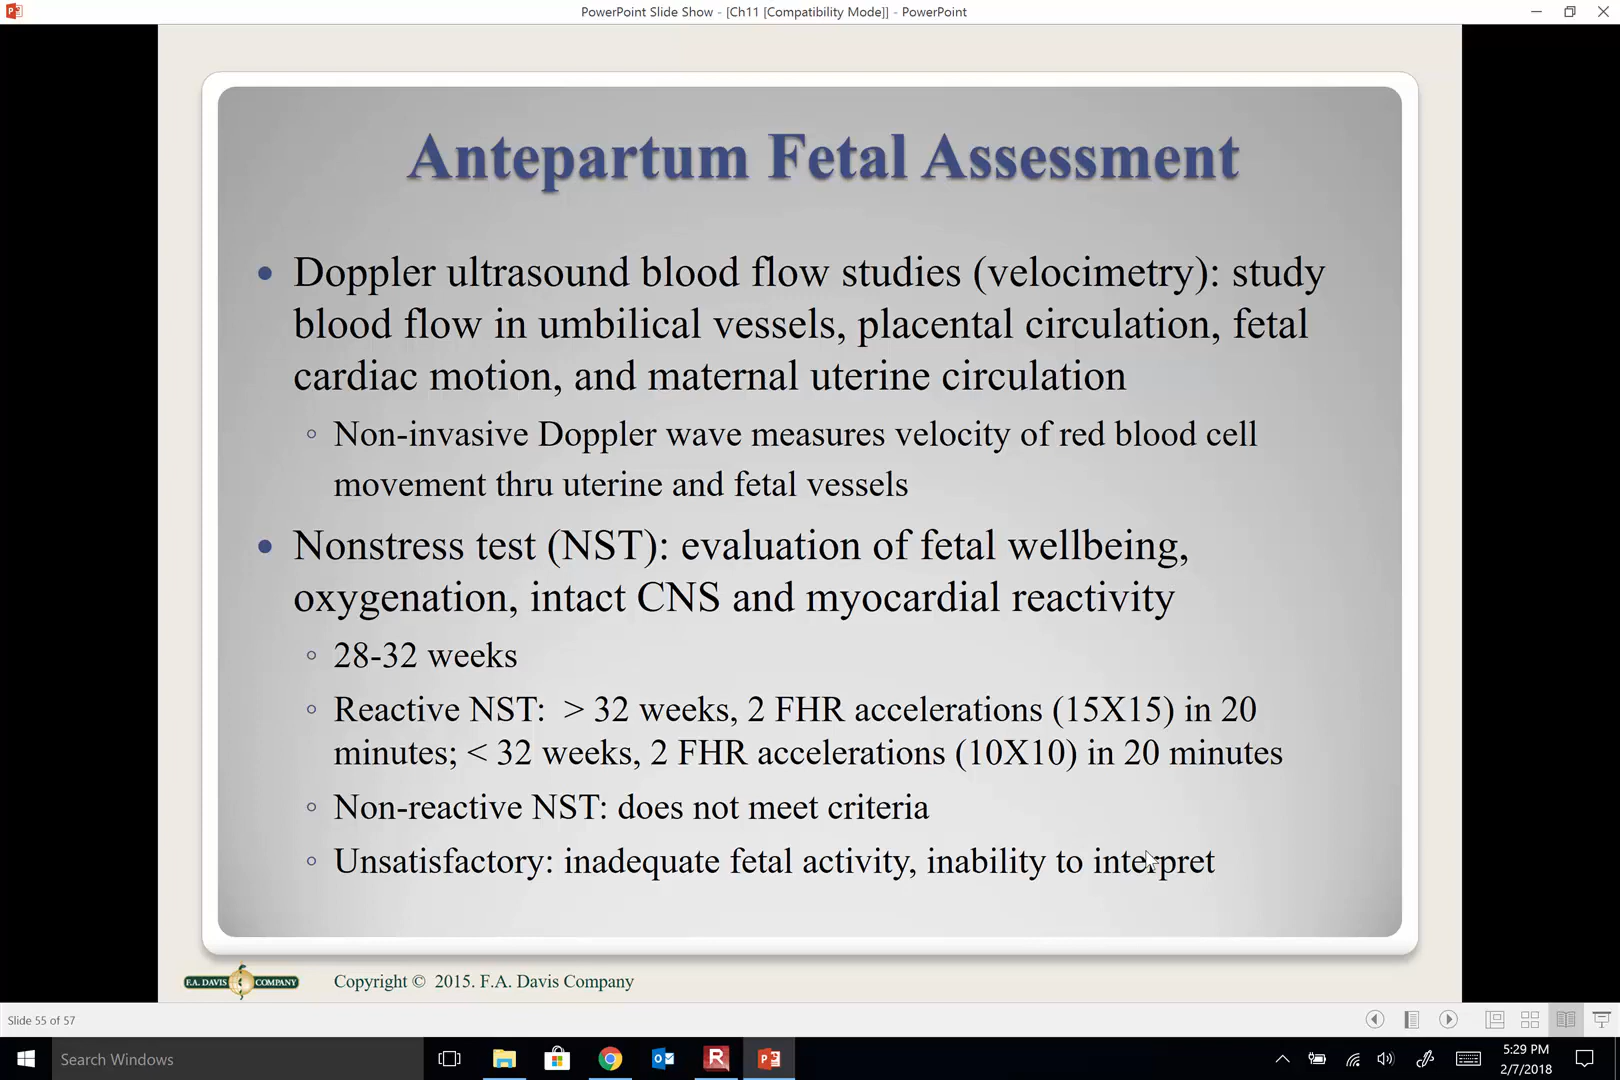 PowerPoint Slide Show - [Ch11 [Compatibility Mode]] - PowerPoint
Antepartum Fetal Assessment
• Doppler ultrasound blood flow studies (velocimetry): study
blood flow in umbilical vessels, placental circulation, fetal
cardiac motion, and maternal uterine circulation
◦ Non-invasive Doppler wave measures velocity of red blood cell
movement thru uterine and fetal vessels
• Nonstress test (NST): evaluation of fetal wellbeing,
oxygenation, intact CNS and myocardial reactivity
◦ 28-32 weeks
◦ Reactive NST:  > 32 weeks, 2 FHR accelerations (15X15) in 20
minutes; < 32 weeks, 2 FHR accelerations (10X10) in 20 minutes
◦ Non-reactive NST: does not meet criteria
◦ Unsatisfactory: inadequate fetal activity, inability to interpret
F.A. DAVIS COMPANY
Copyright © 2015. F.A. Davis Company
Slide 55 of 57
Search Windows
5:29 PM
2/7/2018